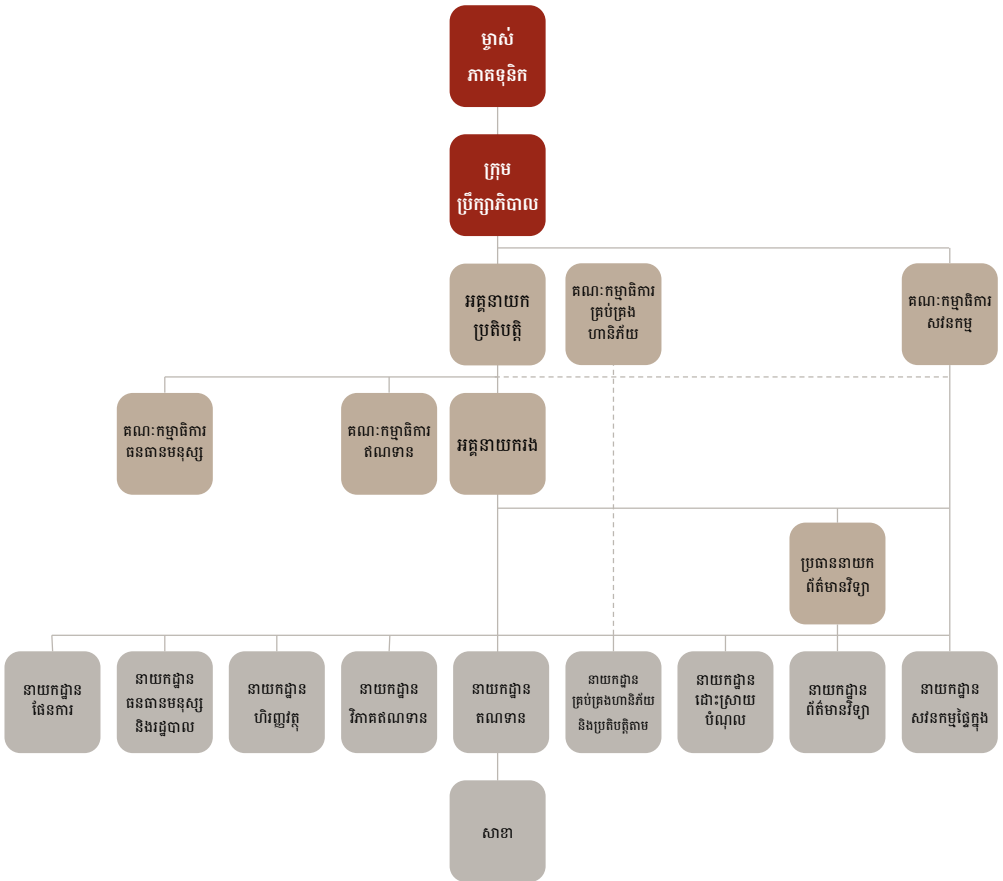 ម្ចាស់
ភាគទុនិក
ក្រុម
ប្រឹក្សាភិបាល
អគ្គនាយក
ប្រតិបត្តិ
គណៈកម្មាធិការ
គ្រប់គ្រង
ហានិភ័យ
គណៈកម្មាធិការ
សវនកម្ម
គណៈកម្មាធិការ
ធនធានមនុស្ស
គណៈកម្មាធិការ
ឥណទាន
អគ្គនាយករង
ប្រធាននាយក
ព័ត៌មានវិទ្យា
នាយកដ្ឋាន
ផែនការ
នាយកដ្ឋាន
ធនធានមនុស្ស
និងរដ្ឋបាល
នាយកដ្ឋាន
ហិរញ្ញវត្ថុ
នាយកដ្ឋាន
វិភាគឥណទាន
នាយកដ្ឋាន
ឥណទាន
នាយកដ្ឋាន
គ្រប់គ្រងហានិភ័យ
និងប្រតិបត្តិតាម
នាយកដ្ឋាន
ដោះស្រាយ
បំណុល
នាយកដ្ឋាន
ព័ត៌មានវិទ្យា
នាយកដ្ឋាន
សវនកម្មផ្ទៃក្នុង
សាខា